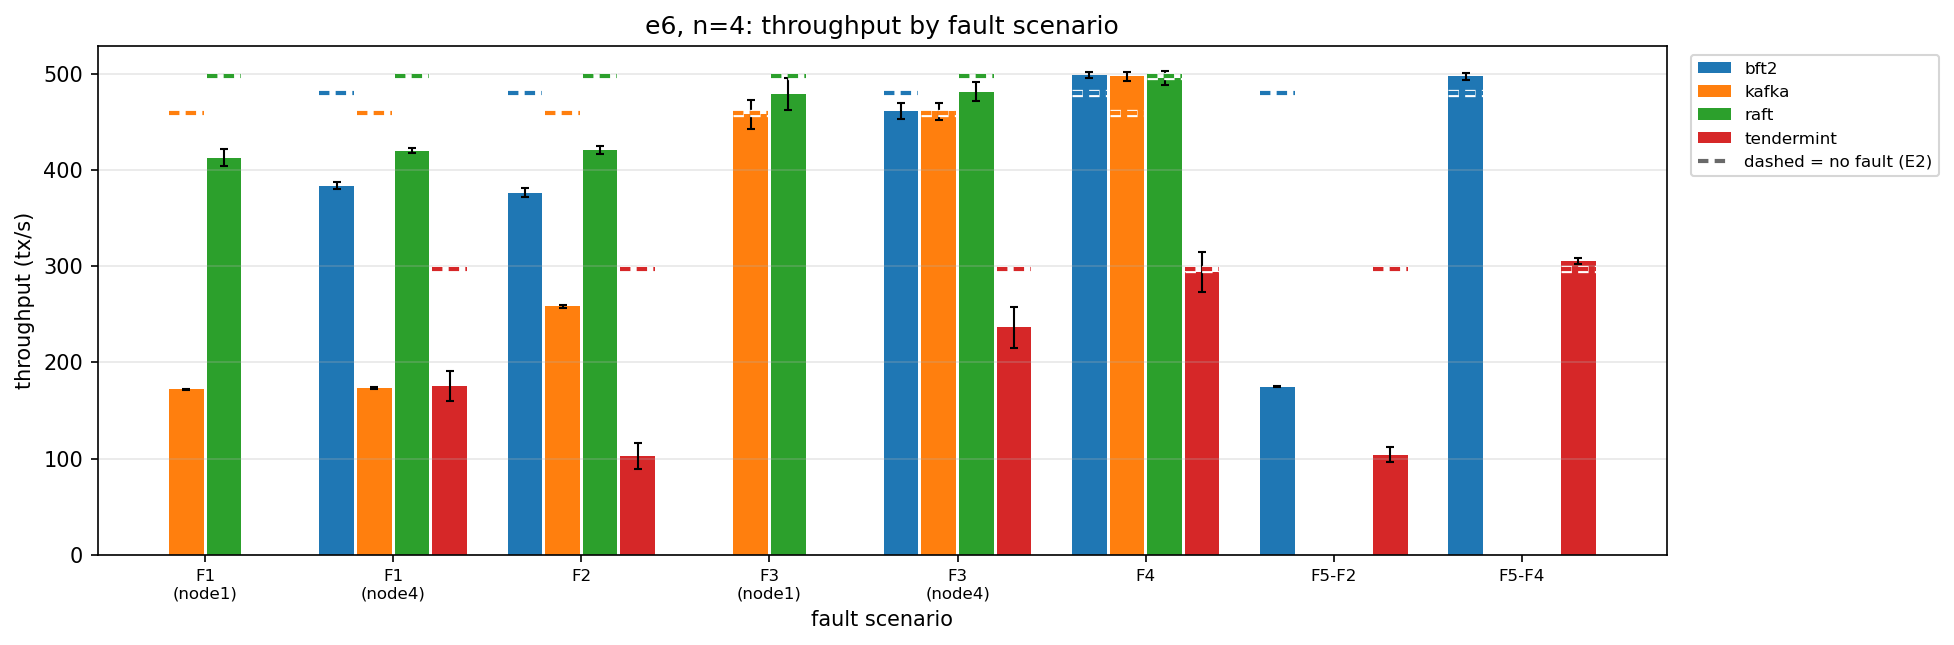 e6, n=4: throughput by fault scenario
throughput (tx/s)
500
400
300
200
100
0
F1
(node1)
F1
(node4)
F2
F3
(node1)
F3
(node4)
F4
F5-F2
F5-F4
fault scenario
bft2
kafka
raft
tendermint
dashed = no fault (E2)